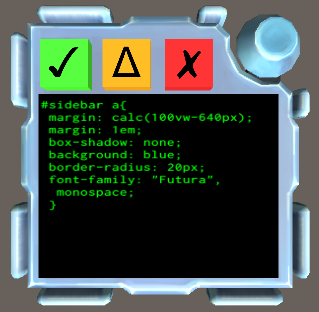 ✓ Δ ✗
#sidebar a{
margin: calc(100vw-640px);
margin: 1em;
box-shadow: none;
background: blue;
border-radius: 20px;
font-family: "Futura",
monospace;
}